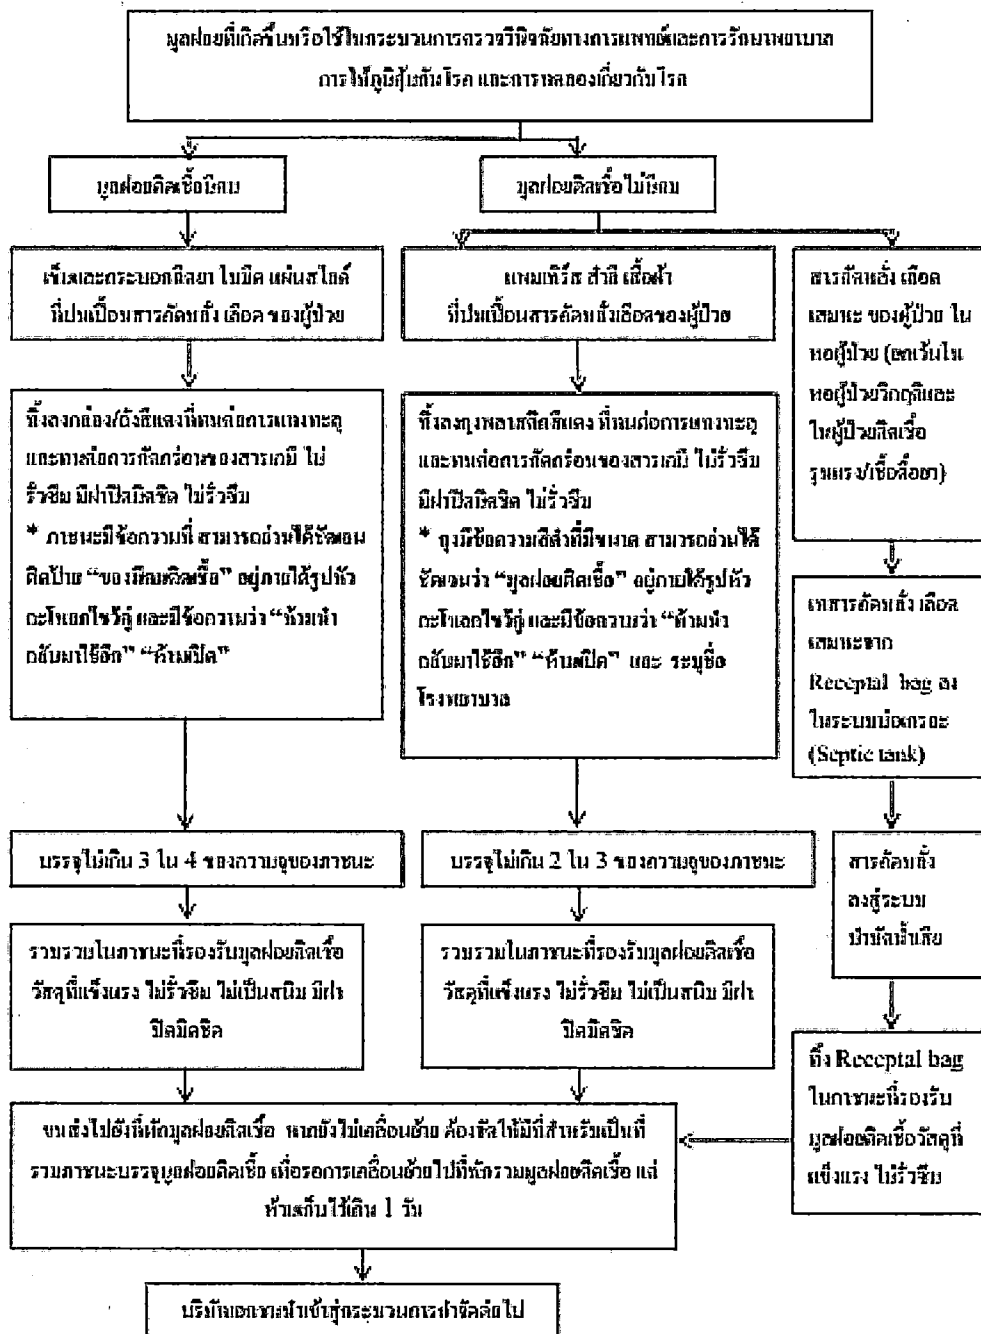 มูลฝอยที่เกิดขึ้นหรือใช้ในกระบวนการตรวจวินิจฉัยทางการแพทย์และการรักษาพยาบาล
การให้ภูมิคุ้มกันโรค และการทดลองเกี่ยวกับโรค
มูลฝอยติดเชื้อมีคม
มูลฝอยติดเชื้อไม่มีคม
เข็มและกระบอกฉีดยา ใบมีด แผ่นสไลด์
ที่ปนเปื้อนสารคัดหลั่ง เลือด ของผู้ป่วย
แพมเพิร์ส สำลี เสื้อผ้า
ที่ปนเปื้อนสารคัดหลั่งเลือดของผู้ป่วย
สารคัดหลั่ง เลือด
เสมหะ ของผู้ป่วย ใน
หอผู้ป่วย (ยกเว้นใน
หอผู้ป่วยวิกฤติและ
ในผู้ป่วยติดเชื้อ
รุนแรง/เชื้อดื้อยา)
ทิ้งลงกล่อง/ถังสีแดงที่ทนต่อการแทงทะลุ
และทนต่อการกัดกร่อนของสารเคมี ไม่
รั่วซึม มีฝาปิดมิดชิด ไม่รั่วซึม
* ภาชนะมีข้อความที่ สามารถอ่านได้ชัดเจน
ติดป้าย “ของมีคมติดเชื้อ” อยู่ภายใต้รูปหัว
กะโหลกไขว้คู่ และมีข้อความว่า “ห้ามนำ
กลับมาใช้อีก” “ห้ามเปิด”
ทิ้งลงถุงพลาสติกสีแดง ที่ทนต่อการแทงทะลุ
และทนต่อการกัดกร่อนของสารเคมี ไม่รั่วซึม
มีฝาปิดมิดชิด ไม่รั่วซึม
* ถุงมีข้อความสีดำที่มีขนาด สามารถอ่านได้
ชัดเจนว่า “มูลฝอยติดเชื้อ” อยู่ภายใต้รูปหัว
กะโหลกไขว้คู่ และมีข้อความว่า “ห้ามนำ
กลับมาใช้อีก” “ห้ามเปิด” และ ระบุชื่อ
โรงพยาบาล
เทสารคัดหลั่ง เลือด
เสมหะจาก
Receptal bag ลง
ในระบบบ่อเกรอะ
(Septic tank)
บรรจุไม่เกิน 3 ใน 4 ของความจุของภาชนะ
บรรจุไม่เกิน 2 ใน 3 ของความจุของภาชนะ
สารคัดหลั่ง
ลงสู่ระบบ
บำบัดน้ำเสีย
รวบรวมในภาชนะที่รองรับมูลฝอยติดเชื้อ
วัสดุที่แข็งแรง ไม่รั่วซึม ไม่เป็นสนิม มีฝา
ปิดมิดชิด
รวบรวมในภาชนะที่รองรับมูลฝอยติดเชื้อ
วัสดุที่แข็งแรง ไม่รั่วซึม ไม่เป็นสนิม มีฝา
ปิดมิดชิด
ทิ้ง Receptal bag
ในภาชนะที่รองรับ
มูลฝอยติดเชื้อวัสดุที่
แข็งแรง ไม่รั่วซึม
ขนส่งไปยังที่พักมูลฝอยติดเชื้อ หากยังไม่เคลื่อนย้าย ต้องจัดให้มีที่สำหรับเป็นที่
รวมภาชนะบรรจุมูลฝอยติดเชื้อ เพื่อรอการเคลื่อนย้ายไปที่พักรวมมูลฝอยติดเชื้อ แต่
ห้ามเก็บไว้เกิน 1 วัน
บริษัทเอกชนนำเข้าสู่กระบวนการกำจัดต่อไป